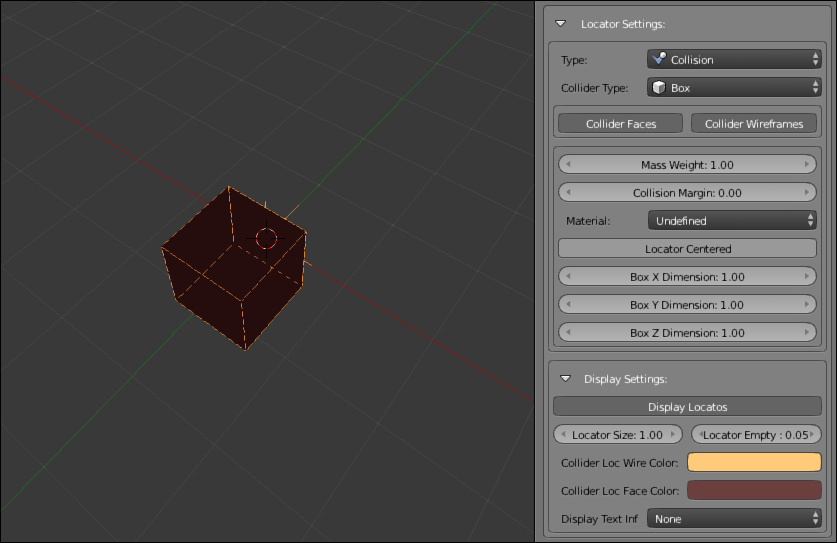 Locator Settings:
Type: Collision
Collider Type: Box
Collider Faces Collider Wireframes
Mass Weight: 1.00
Collision Margin: 0.00
Material: Undefined
Locator Centered
Box X Dimension: 1.00
Box Y Dimension: 1.00
Box Z Dimension: 1.00
Display Settings:
Display Locatos
Locator Size: 1.00 Locator Empty : 0.05
Collider Loc Wire Color:
Collider Loc Face Color:
Display Text Inf None